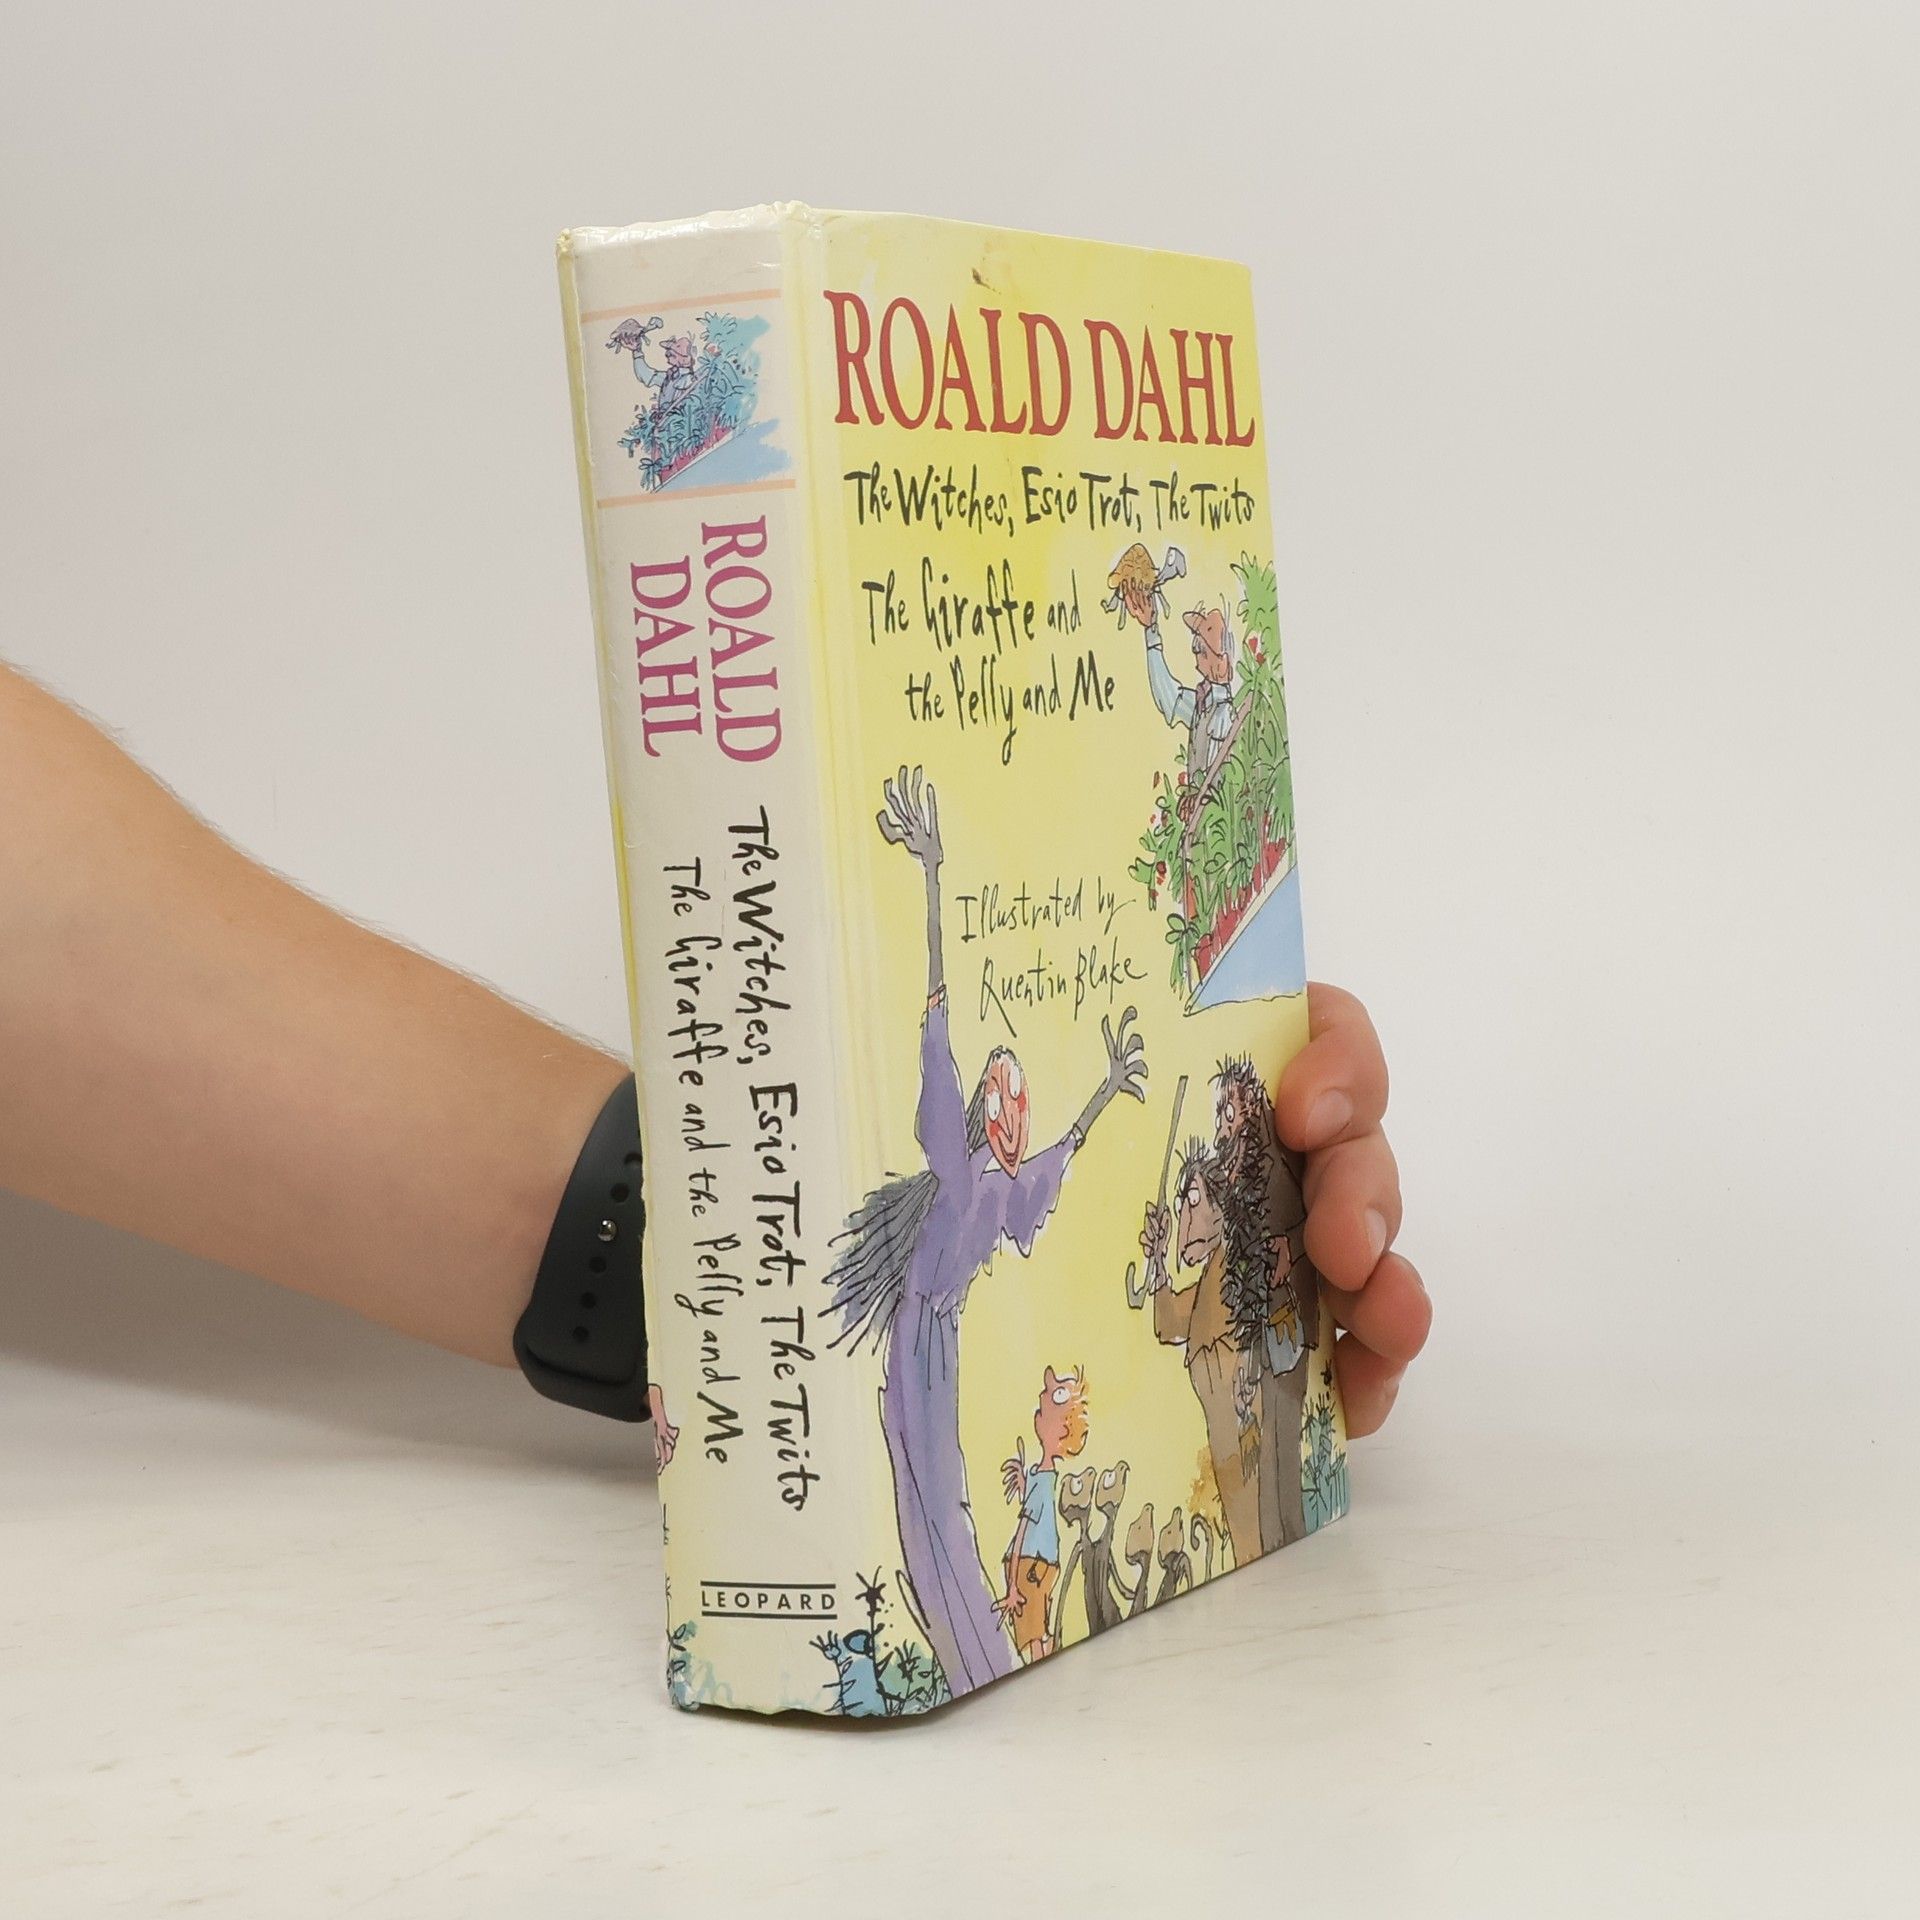 ROALD DAHL
The Witches, Esio Trot, The Twits
The Giraffe and
the Pelly and Me
Illustrated by
Quentin Blake
ROALD
DAHL
The Witches, Esio Trot, The Twits
The Giraffe and the Pelly and Me
LEOPARD